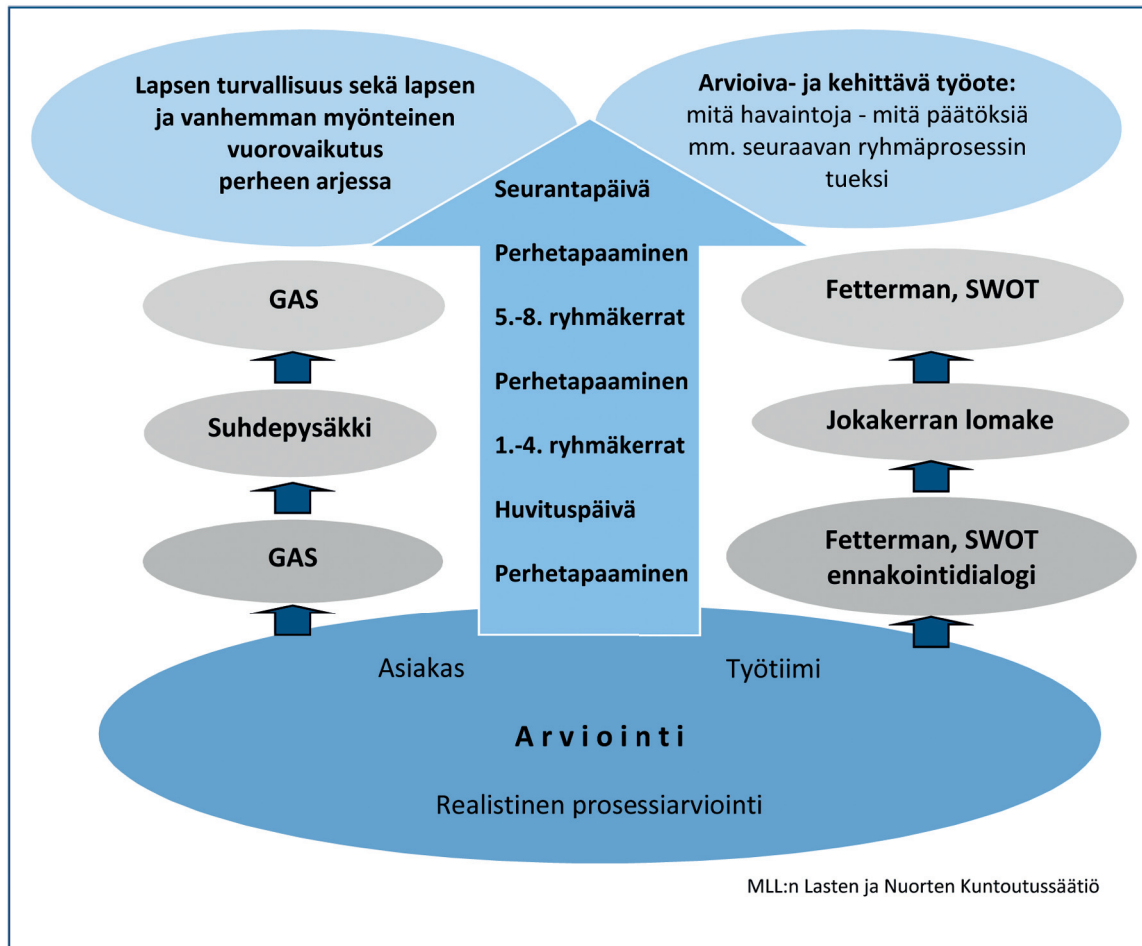 Lapsen turvallisuus sekä lapsen
ja vanhemman myönteinen
vuorovaikutus
perheen arjessa
Arvioiva- ja kehittävä työote:
mitä havaintoja - mitä päätöksiä
mm. seuraavan ryhmäprosessin
tueksi
Seurantapäivä
Perhetapaaminen
5.-8. ryhmäkerrat
Perhetapaaminen
1.-4. ryhmäkerrat
Huvituspäivä
Perhetapaaminen
GAS
Suhdepysäkki
GAS
Fetterman, SWOT
Jokakerran lomake
Fetterman, SWOT
ennakointidialogi
Asiakas
Työtiimi
Arviointi
Realistinen prosessiarviointi
MLL:n Lasten ja Nuorten Kuntoutussäätiö